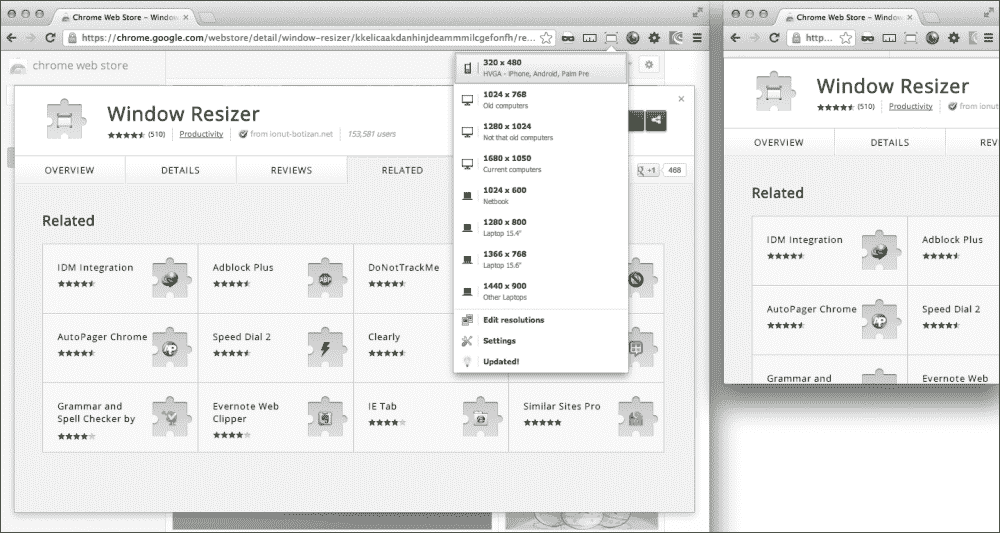 Chrome Web Store – Window
https://chrome.google.com/webstore/detail/window-resizer/kkelicaakdanhinjdeammmilcgefonfh/re...
chrome web store
Window Resizer
(510) Productivity from ionut-botizan.net 153,581 users
OVERVIEW DETAILS REVIEWS RELATED
+1 468
Related
IDM Integration
Adblock Plus
ABP
DoNotTrackMe
AutoPager Chrome
AP
Speed Dial 2
Clearly
Grammar and
Spell Checker by
Evernote Web
Clipper
IE Tab
Similar Sites Pro
320 x 480
HVGA - iPhone, Android, Palm Pre
1024 x 768
Old computers
1280 x 1024
Not that old computers
1680 x 1050
Current computers
1024 x 600
Netbook
1280 x 800
Laptop 15.4"
1366 x 768
Laptop 15.6"
1440 x 900
Other Laptops
Edit resolutions
Settings
Updated!
Chrome Web Store – Window
http...
Window Resizer
(510) Productivity from ionut
OVERVIEW DETAILS REV
Related
IDM Integration
Adblock Plus
AutoPager Chrome
AP
Speed Dial 2
Grammar and
Evernote Web